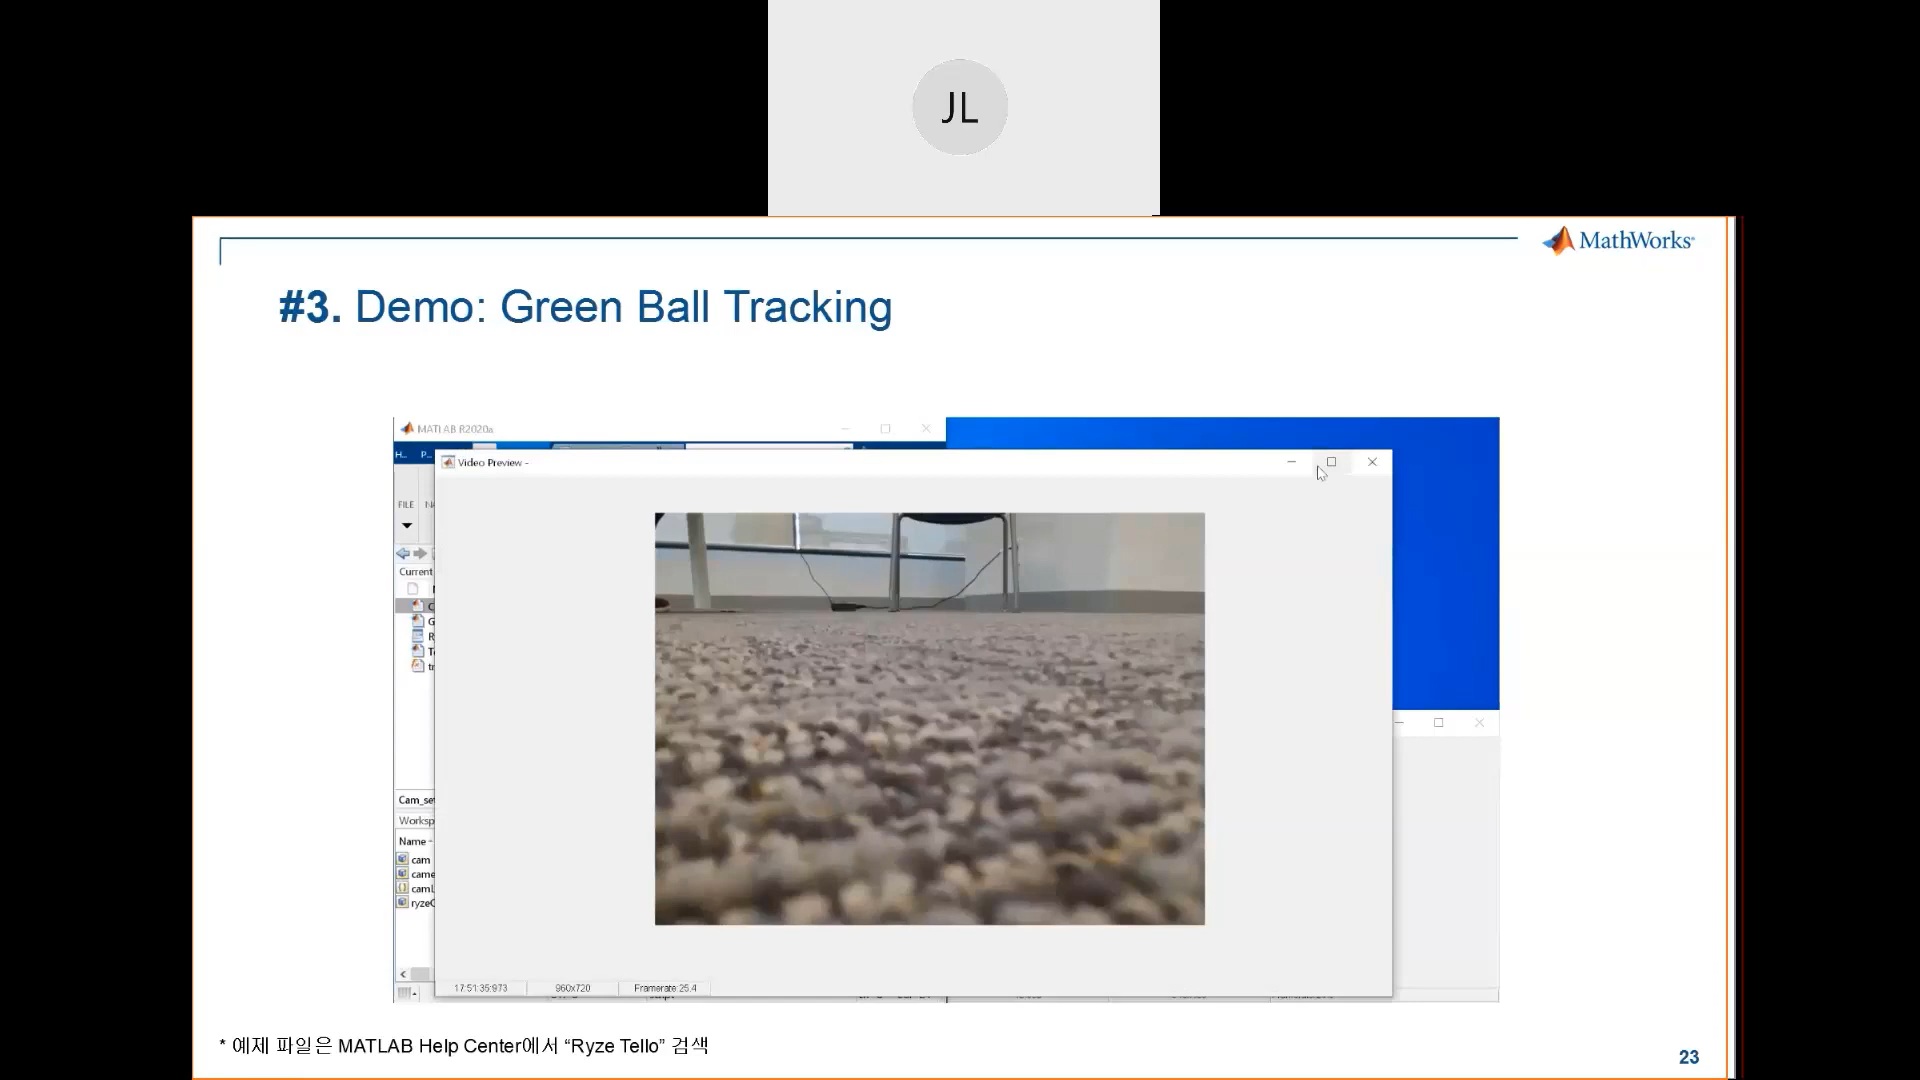 JL
MathWorks
#3. Demo: Green Ball Tracking
MATLAB R2020a
H.. P...
Video Preview -
FILE
Current
Cam_se
Worksp
Name
cam
came
camL
ryzeC
17:51:35:973 960x720 Framerate:25.4
* 예제 파일은 MATLAB Help Center에서 “Ryze Tello” 검색
23